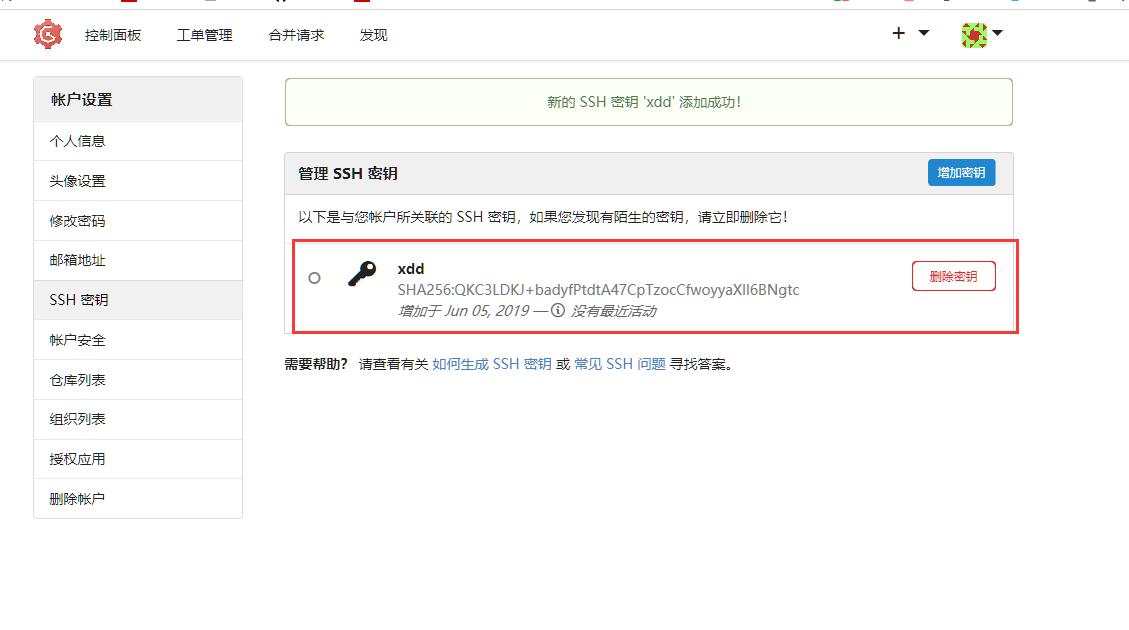 控制面板 工单管理 合并请求 发现
帐户设置
个人信息
头像设置
修改密码
邮箱地址
SSH 密钥
帐户安全
仓库列表
组织列表
授权应用
删除帐户
新的 SSH 密钥 'xdd' 添加成功！
管理 SSH 密钥 增加密钥
以下是与您帐户所关联的 SSH 密钥，如果您发现有陌生的密钥，请立即删除它！
xdd
SHA256:QKC3LDKJ+badyfPtdtA47CpTzocCfwoyyaXlI6BNgtc
增加于 Jun 05, 2019 — 没有最近活动
删除密钥
需要帮助？ 请查看有关 如何生成 SSH 密钥 或 常见 SSH 问题 寻找答案。